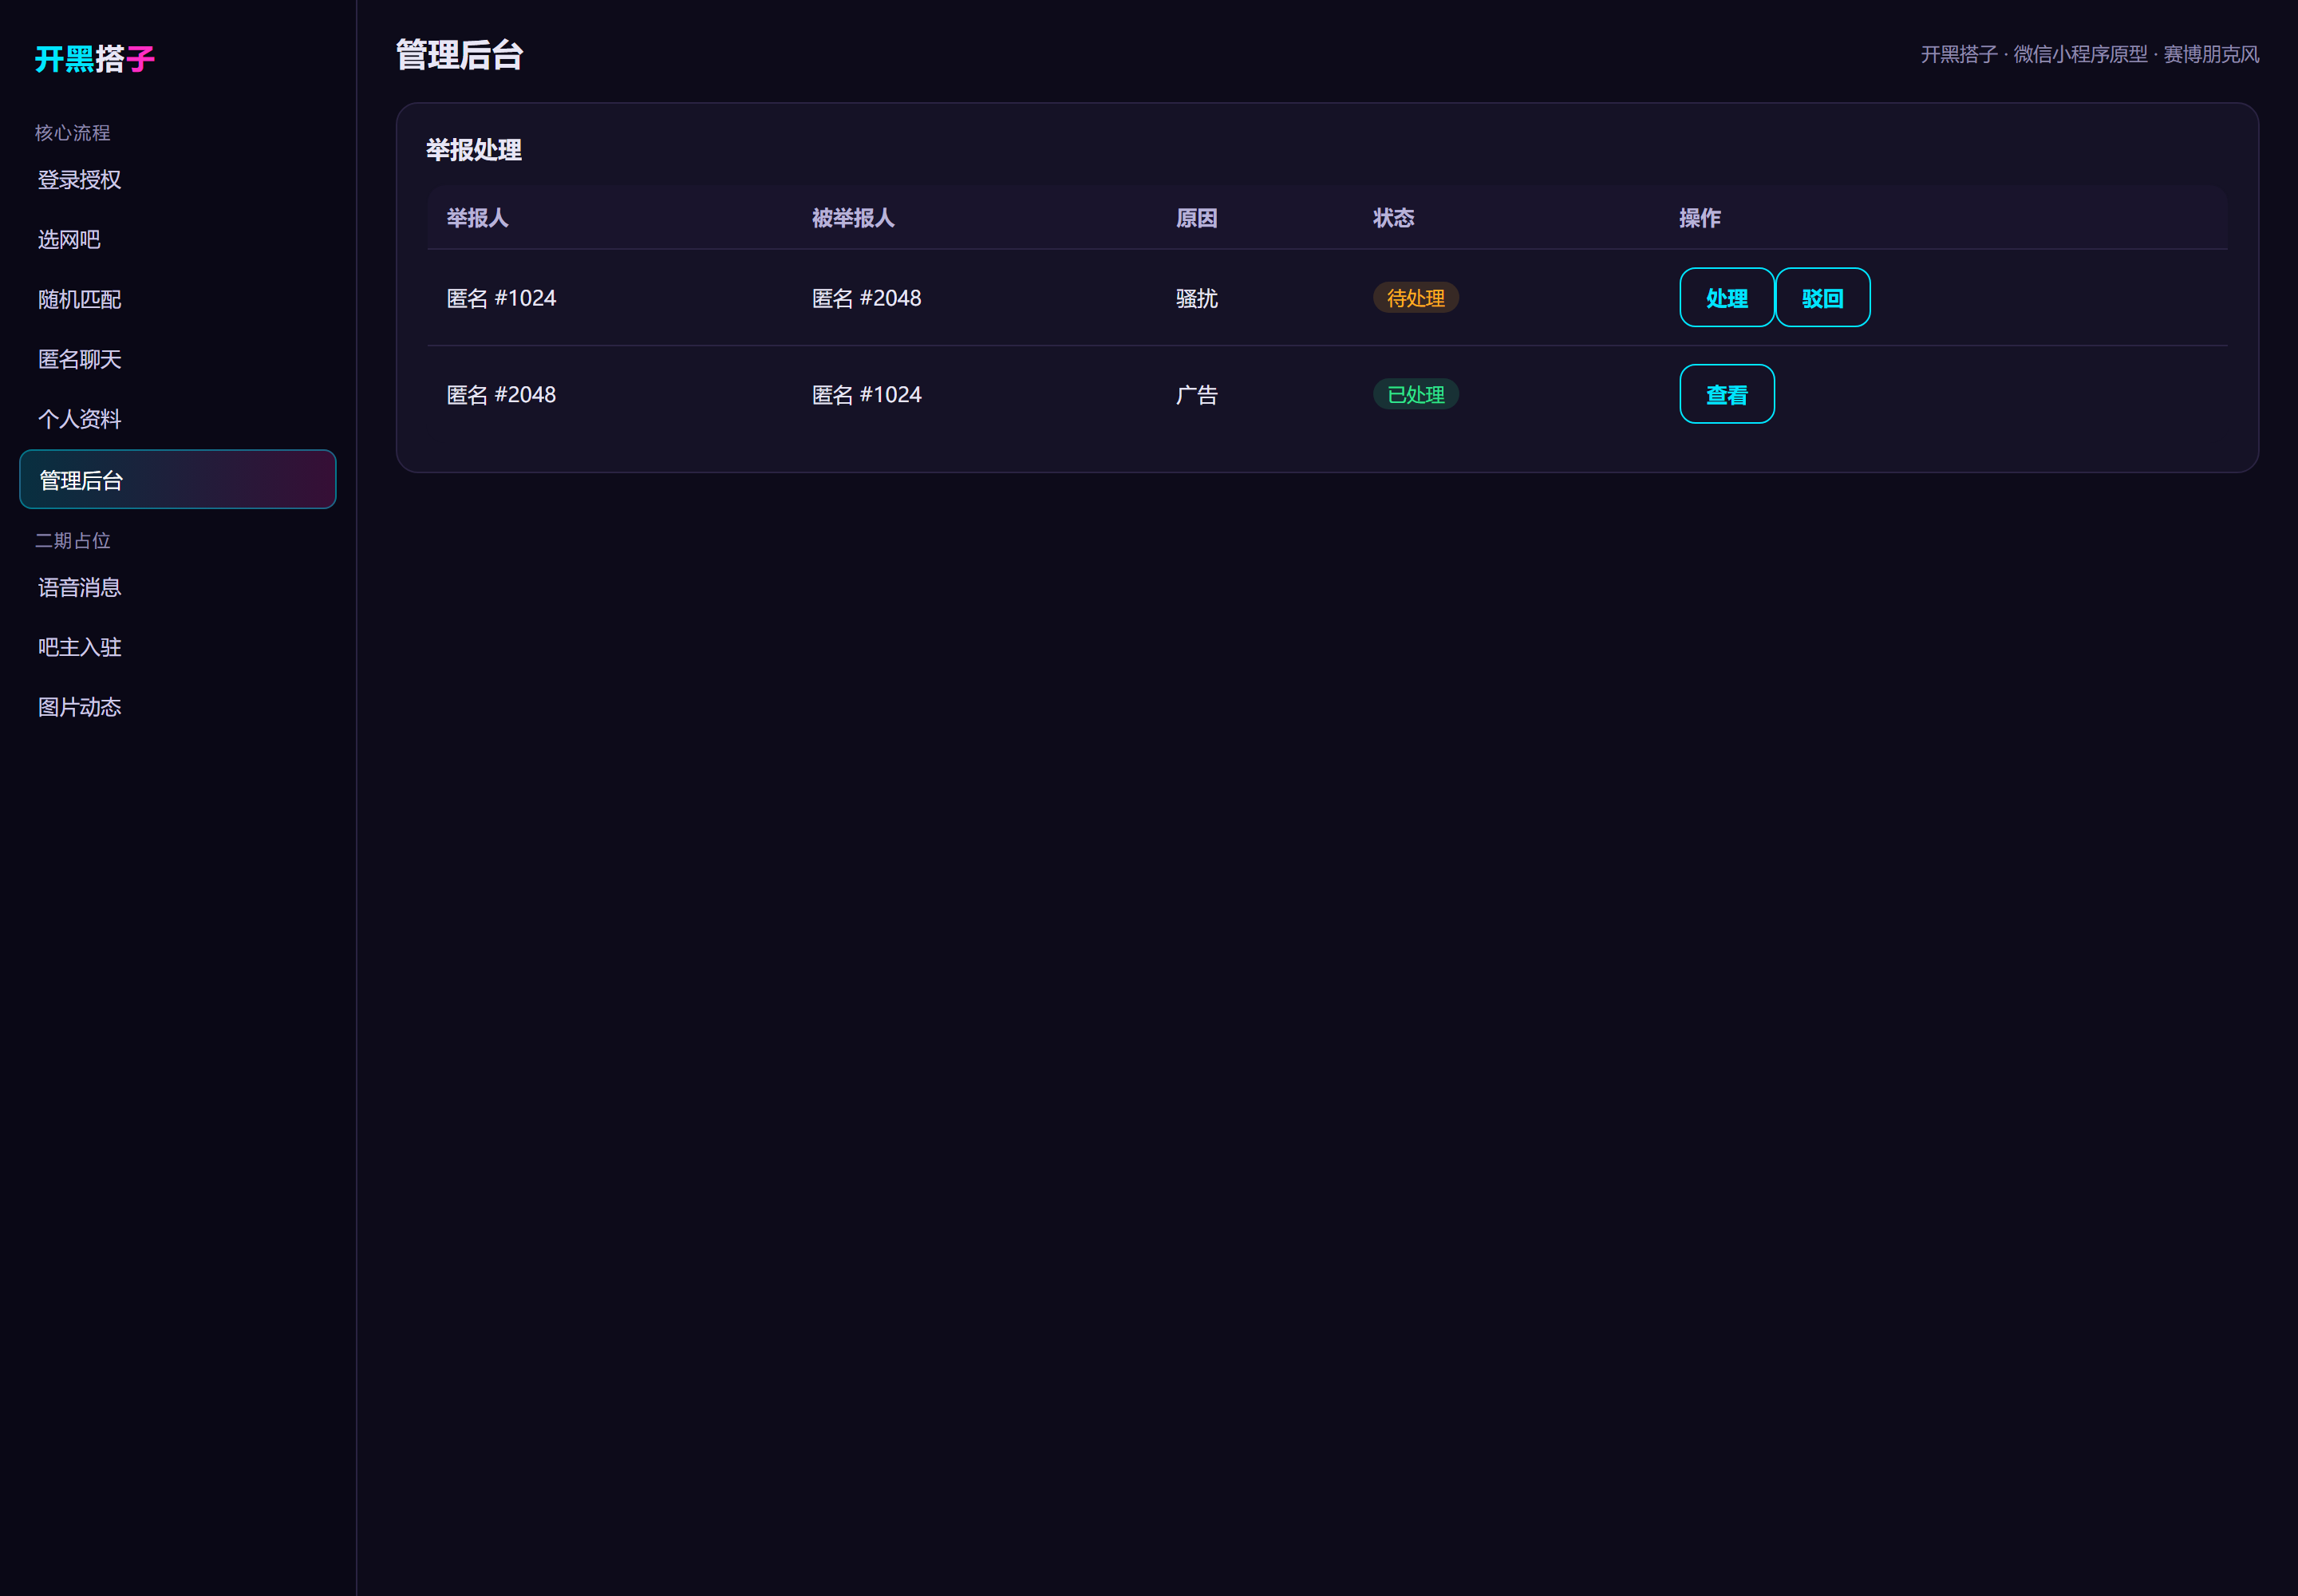 开黑搭子
核心流程
登录授权
选网吧
随机匹配
匿名聊天
个人资料
管理后台
二期占位
语音消息
吧主入驻
图片动态
管理后台
开黑搭子 · 微信小程序原型 · 赛博朋克风
举报处理
举报人 被举报人 原因 状态 操作
匿名 #1024 匿名 #2048 骚扰 待处理 处理 驳回
匿名 #2048 匿名 #1024 广告 已处理 查看